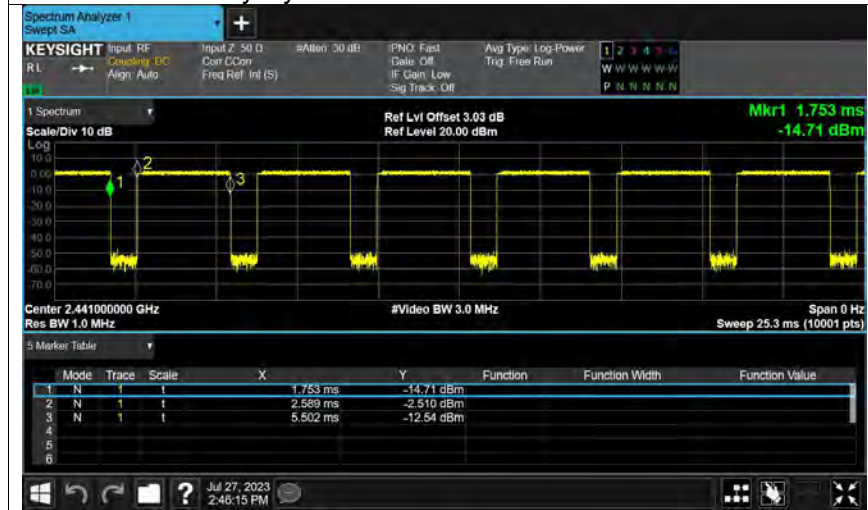 Spectrum Analyzer 1
Swept SA
+
KEYSIGHT Input: RF Input Z: 50 Ω #Atten: 30 dB PNO: Fast Avg Type: Log-Power 1 2 3 4 5 6
RL Coupling: DC Corr CCorr Gate: Off Trig: Free Run W W W W W W
Align: Auto Freq Ref: Int (S) IF Gain: Low P N N N N N
Sig Track: Off
1 Spectrum Ref Lvl Offset 3.03 dB Mkr1 1.753 ms
Scale/Div 10 dB Ref Level 20.00 dBm -14.71 dBm
Log
10.0
0.00
-10.0
-20.0
-30.0
-40.0
-50.0
-60.0
-70.0
1
2
3
Center 2.441000000 GHz #Video BW 3.0 MHz Span 0 Hz
Res BW 1.0 MHz Sweep 25.3 ms (10001 pts)
5 Marker Table
Mode Trace Scale X Y Function Function Width Function Value
1 N 1 t 1.753 ms -14.71 dBm
2 N 1 t 2.589 ms -2.510 dBm
3 N 1 t 5.502 ms -12.54 dBm
4
5
6
? Jul 27, 2023
2:46:15 PM